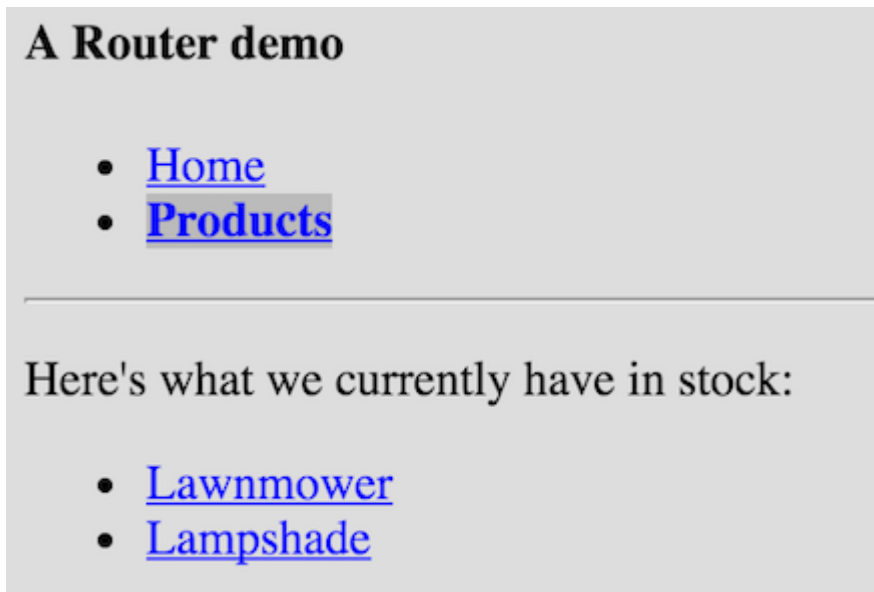 A Router demo
Home
Products
Here's what we currently have in stock:
Lawnmower
Lampshade